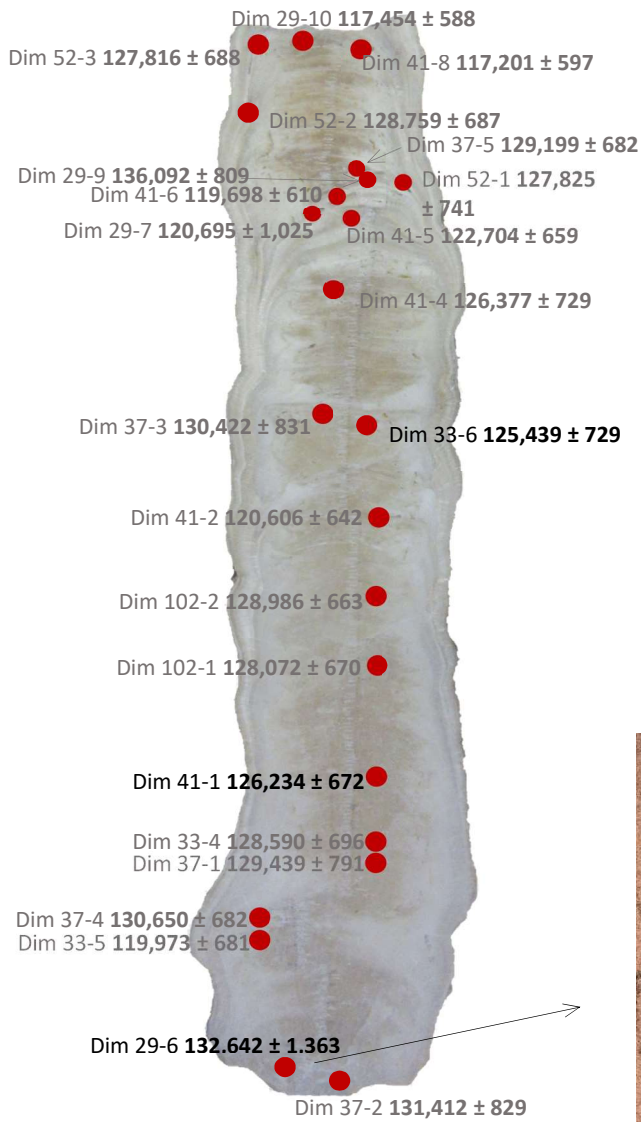 Dim 29-10 117,454 ± 588
Dim 52-3 127,816 ± 688
Dim 41-8 117,201 ± 597
Dim 52-2 128,759 ± 687
Dim 37-5 129,199 ± 682
Dim 29-9 136,092 ± 809
Dim 52-1 127,825
± 741
Dim 41-6 119,698 ± 610
Dim 29-7 120,695 ± 1,025
Dim 41-5 122,704 ± 659
Dim 41-4 126,377 ± 729
Dim 37-3 130,422 ± 831
Dim 33-6 125,439 ± 729
Dim 41-2 120,606 ± 642
Dim 102-2 128,986 ± 663
Dim 102-1 128,072 ± 670
Dim 41-1 126,234 ± 672
Dim 33-4 128,590 ± 696
Dim 37-1 129,439 ± 791
Dim 37-4 130,650 ± 682
Dim 33-5 119,973 ± 681
Dim 29-6 132.642 ± 1.363
Dim 37-2 131,412 ± 829